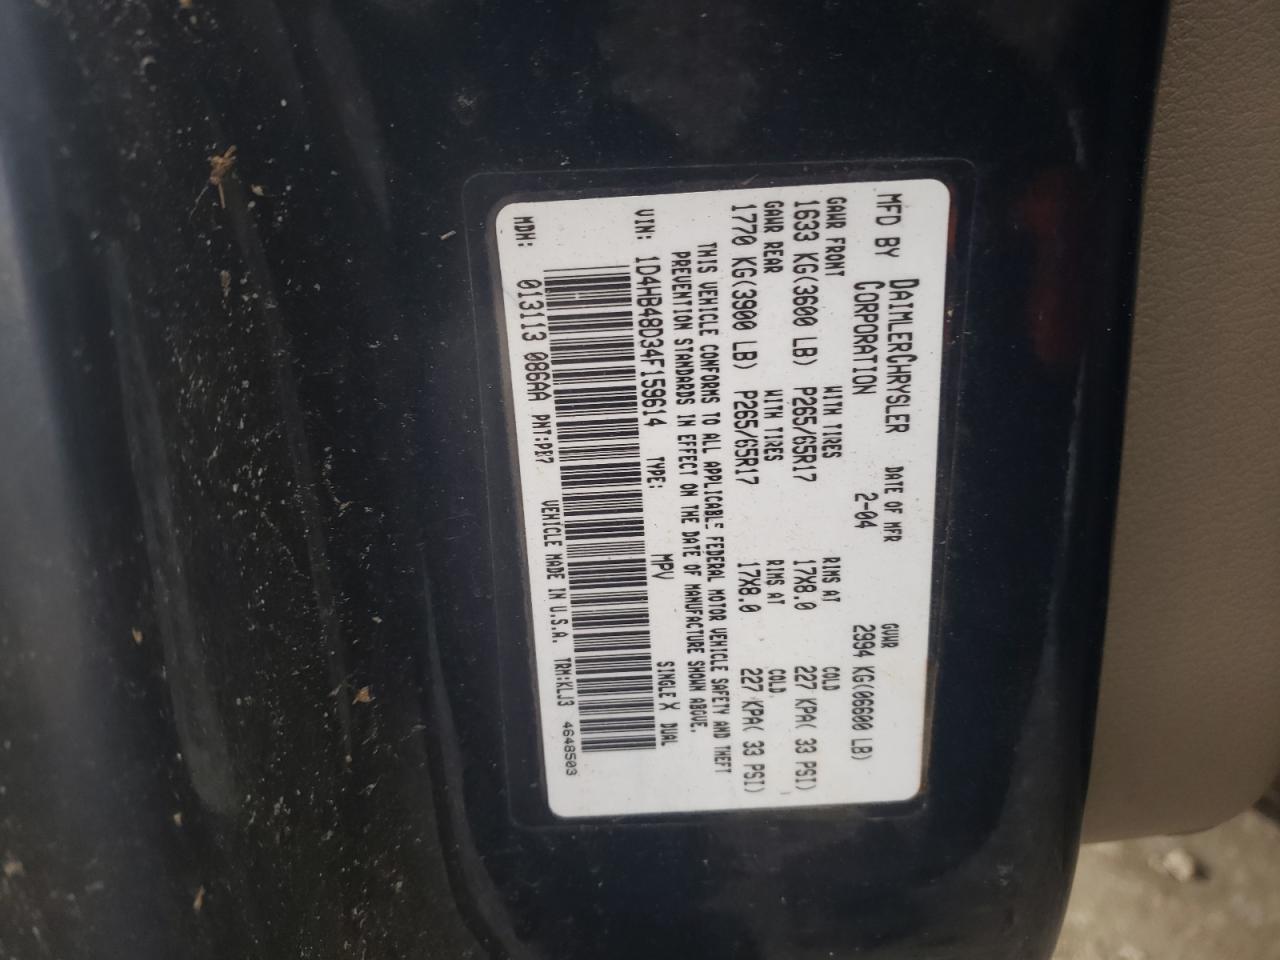 MFD BY DAIMLERCHRYSLER CORPORATION DATE OF MFR 2-04 GVWR 2994 KG(06600 LB)
GAWR FRONT WITH TIRES RIMS AT COLD
1633 KG(3600 LB) P265/65R17 17X8.0 227 KPA( 33 PSI)
GAWR REAR WITH TIRES RIMS AT COLD
1770 KG(3900 LB) P265/65R17 17X8.0 227 KPA( 33 PSI)
THIS VEHICLE CONFORMS TO ALL APPLICABLE FEDERAL MOTOR VEHICLE SAFETY AND THEFT
PREVENTION STANDARDS IN EFFECT ON THE DATE OF MANUFACTURE SHOWN ABOVE.
VIN: 1D4HB48D34F159614 TYPE: MPV SINGLE X DUAL
MDH: 013113 086AA PNT:PB7 VEHICLE MADE IN U.S.A. TRM:KLJ3 4648503